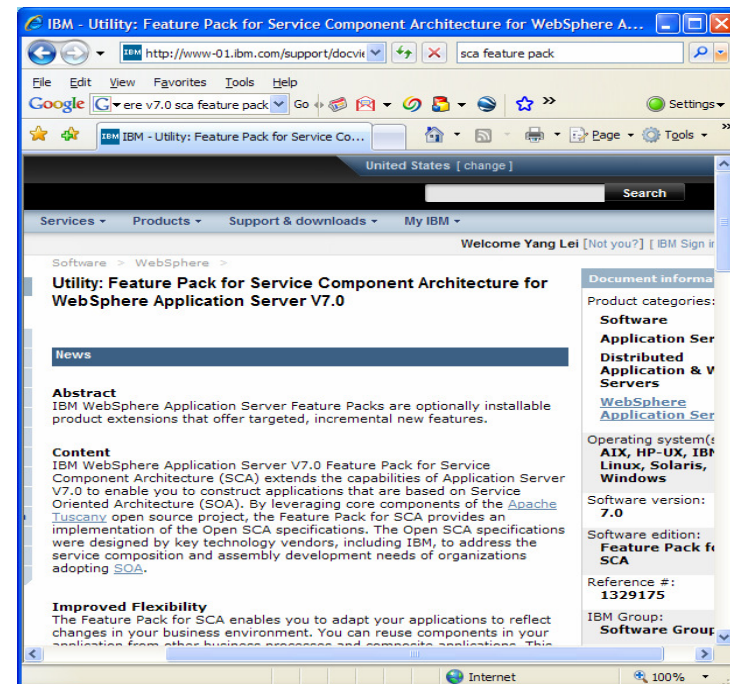 IBM - Utility: Feature Pack for Service Component Architecture for WebSphere A...
http://www-01.ibm.com/support/docvie
sca feature pack
File Edit View Favorites Tools Help
Google G ere v7.0 sca feature pack Go » Settings
IBM - Utility: Feature Pack for Service Co... Page Tools »
United States [ change ]
Search
Services Products Support & downloads My IBM
Welcome Yang Lei [Not you?] [ IBM Sign in
Software > WebSphere >
Utility: Feature Pack for Service Component Architecture for
WebSphere Application Server V7.0
News
Abstract
IBM WebSphere Application Server Feature Packs are optionally installable
product extensions that offer targeted, incremental new features.
Content
IBM WebSphere Application Server V7.0 Feature Pack for Service
Component Architecture (SCA) extends the capabilities of Application Server
V7.0 to enable you to construct applications that are based on Service
Oriented Architecture (SOA). By leveraging core components of the Apache
Tuscany open source project, the Feature Pack for SCA provides an
implementation of the Open SCA specifications. The Open SCA specifications
were designed by key technology vendors, including IBM, to address the
service composition and assembly development needs of organizations
adopting SOA.
Improved Flexibility
The Feature Pack for SCA enables you to adapt your applications to reflect
changes in your business environment. You can reuse components in your
application from other business processes and composite applications. This
Document informa
Product categories:
Software
Application Ser
Distributed
Application & W
Servers
WebSphere
Application Ser
Operating system(s
AIX, HP-UX, IBM
Linux, Solaris,
Windows
Software version:
7.0
Software edition:
Feature Pack fo
SCA
Reference #:
1329175
IBM Group:
Software Group
Internet 100%